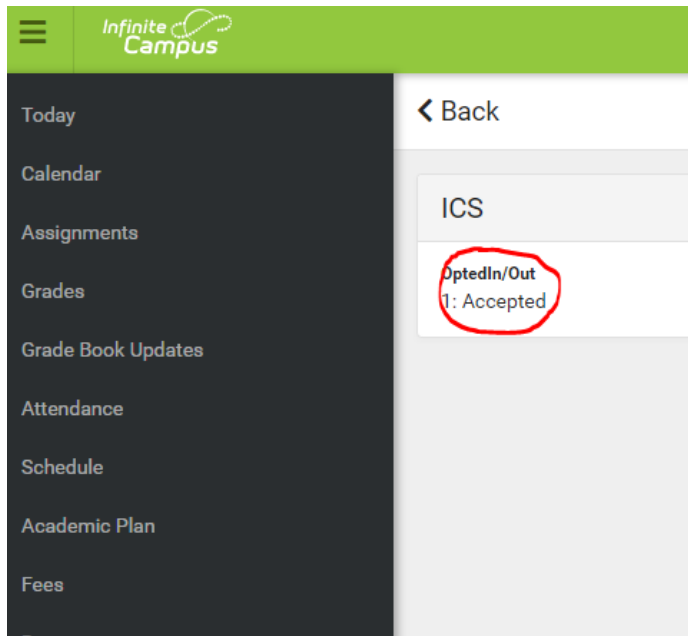 Infinite
Campus
Today
Calendar
Assignments
Grades
Grade Book Updates
Attendance
Schedule
Academic Plan
Fees
Back
ICS
OptedIn/Out
1: Accepted